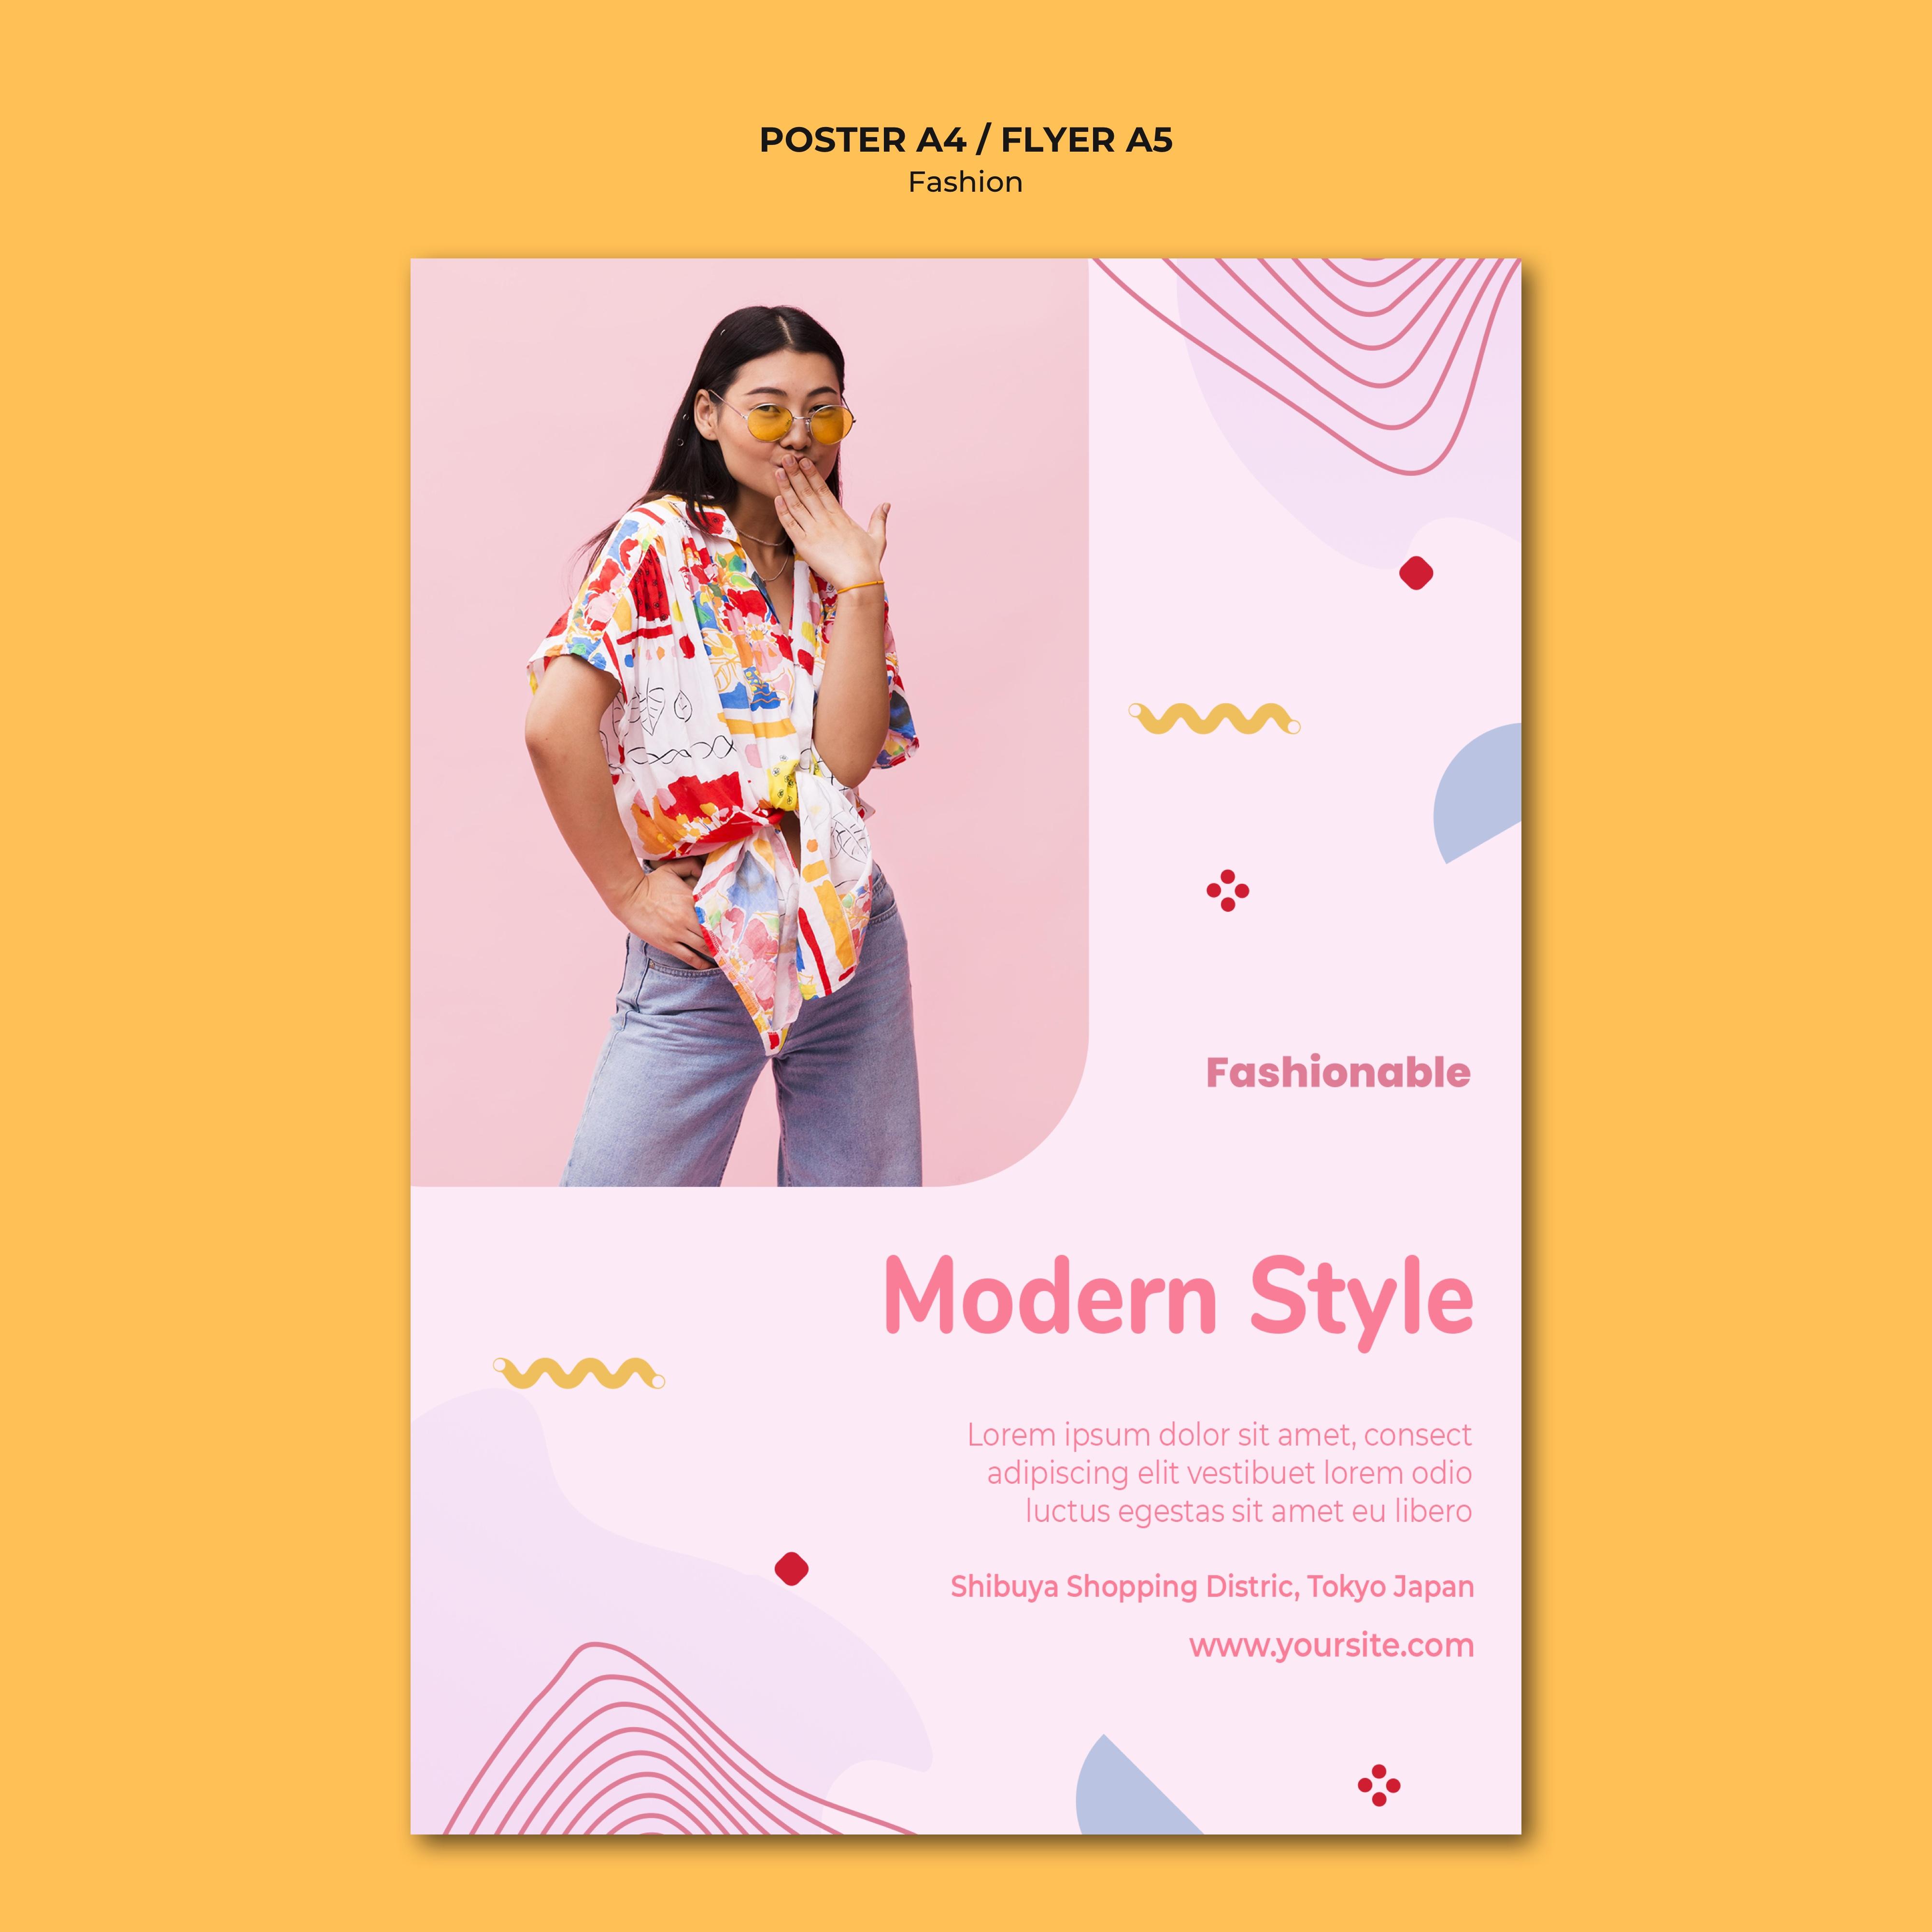 POSTER A4 / FLYER A5
Fashion
Fashionable
Modern Style
Lorem ipsum dolor sit amet, consect
adipiscing elit vestibuet lorem odio
luctus egestas sit amet eu libero
Shibuya Shopping Distric, Tokyo Japan
www.yoursite.com